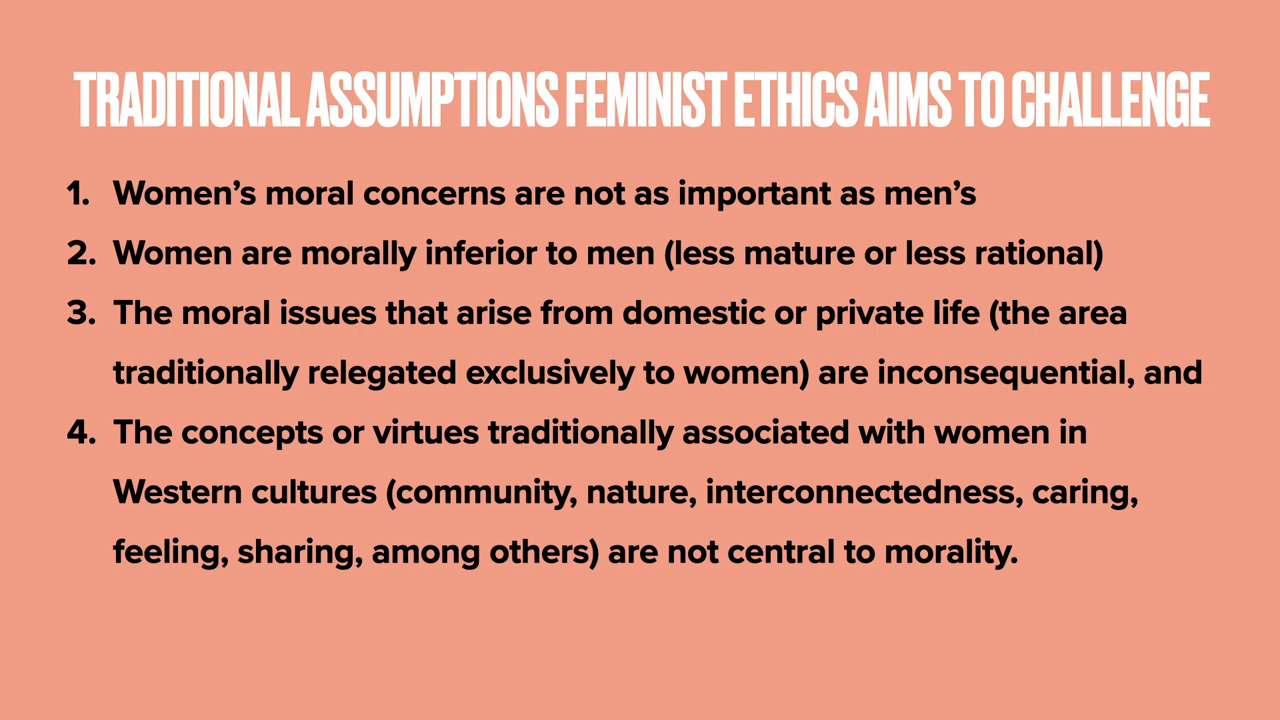 TRADITIONAL ASSUMPTIONS FEMINIST ETHICS AIMS TO CHALLENGE
1. Women’s moral concerns are not as important as men’s
2. Women are morally inferior to men (less mature or less rational)
3. The moral issues that arise from domestic or private life (the area
traditionally relegated exclusively to women) are inconsequential, and
4. The concepts or virtues traditionally associated with women in
Western cultures (community, nature, interconnectedness, caring,
feeling, sharing, among others) are not central to morality.